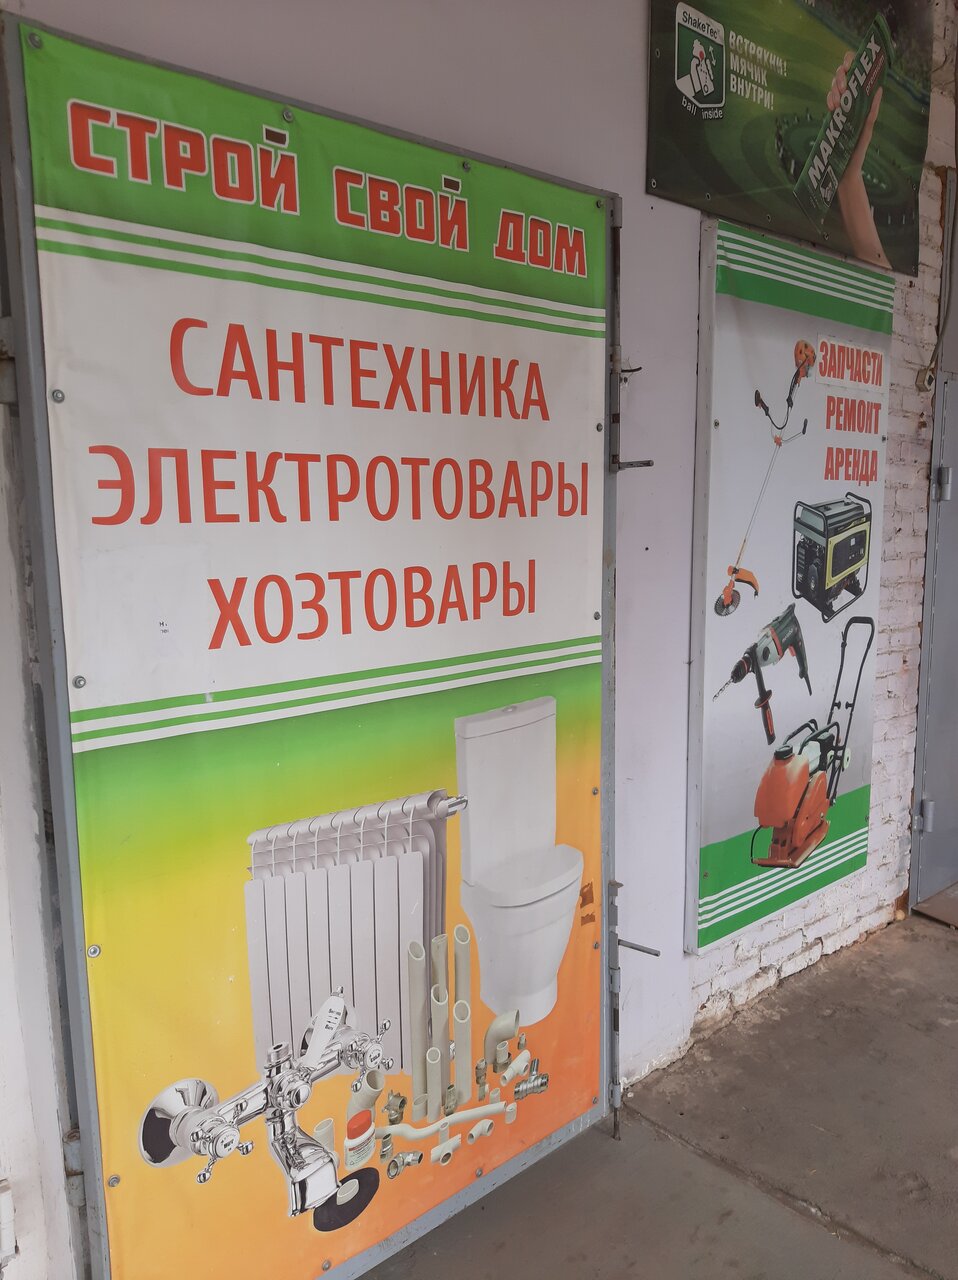 СТРОЙ СВОЙ ДОМ
САНТЕХНИКА
ЭЛЕКТРОТОВАРЫ
ХОЗТОВАРЫ
ShakeTec
ball inside
ВСТРЯХНИ!
МЯЧИК
ВНУТРИ!
MAKROFLEX
ЗАПЧАСТИ
РЕМОНТ
АРЕНДА